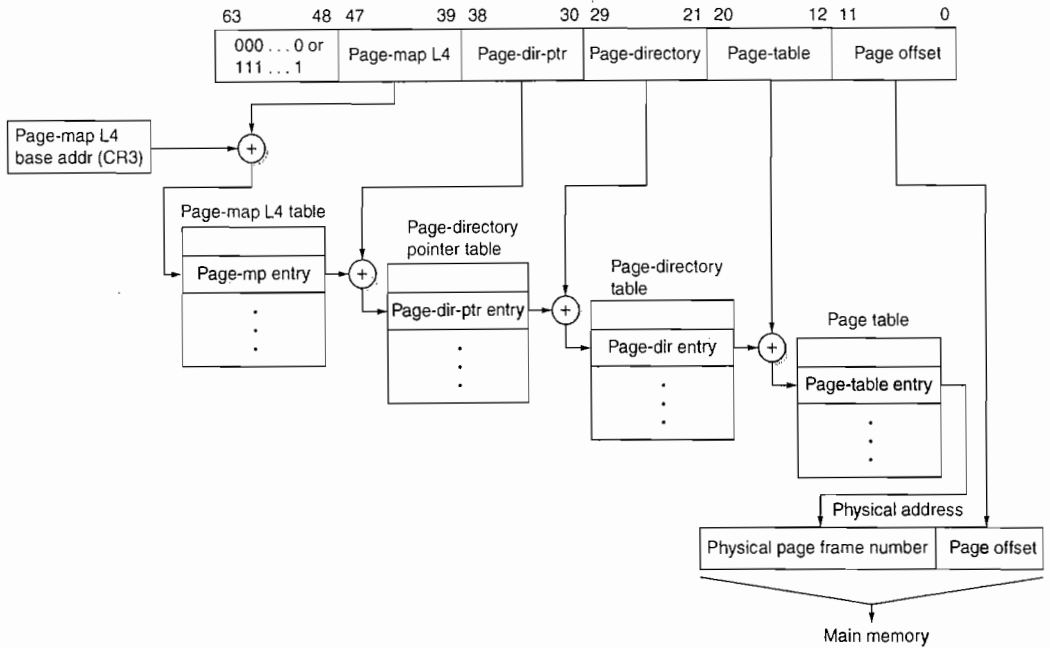 63 48 47 39 38 30 29 21 20 12 11 0
000 . . . 0 or
111 . . . 1
Page-map L4
Page-dir-ptr
Page-directory
Page-table
Page offset
Page-map L4
base addr (CR3)
+
Page-map L4 table
Page-mp entry
+
Page-directory
pointer table
Page-dir-ptr entry
+
Page-directory
table
Page-dir entry
+
Page table
Page-table entry
Physical address
Physical page frame number
Page offset
Main memory